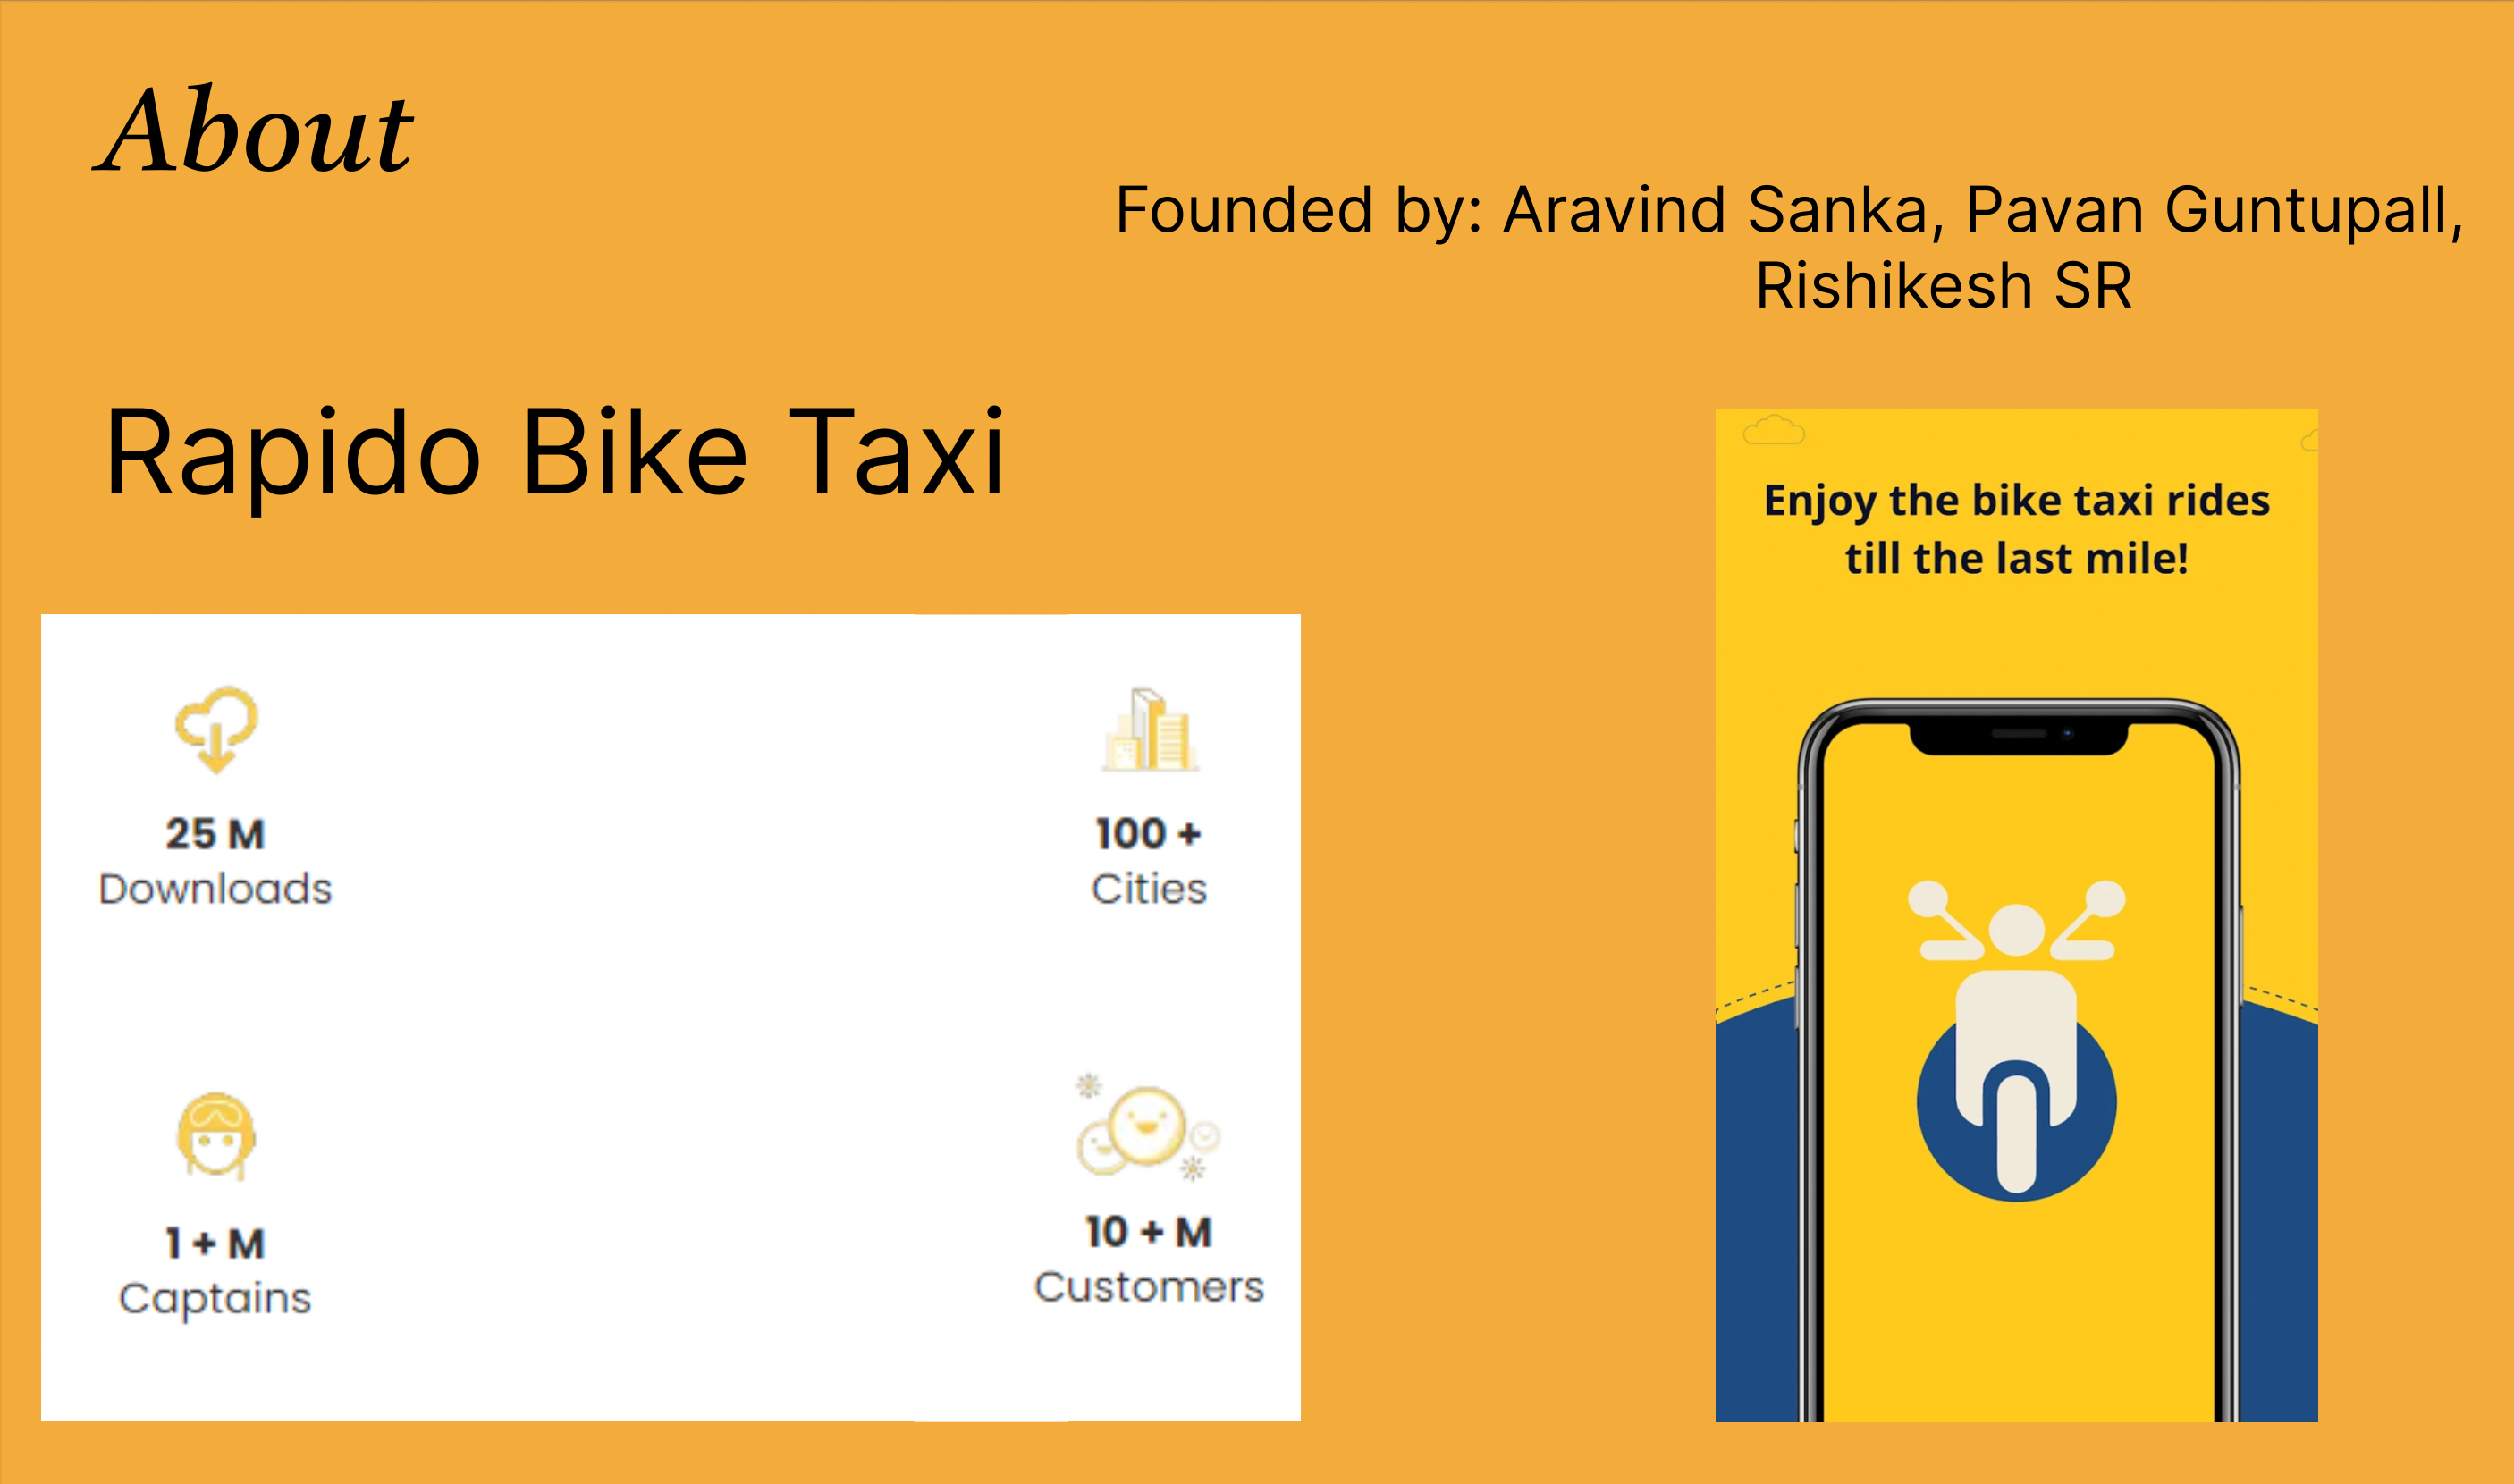 About
Founded by: Aravind Sanka, Pavan Guntupall,
Rishikesh SR
Rapido Bike Taxi
Enjoy the bike taxi rides
till the last mile!
25 M
Downloads
100 +
Cities
1 + M
Captains
10 + M
Customers